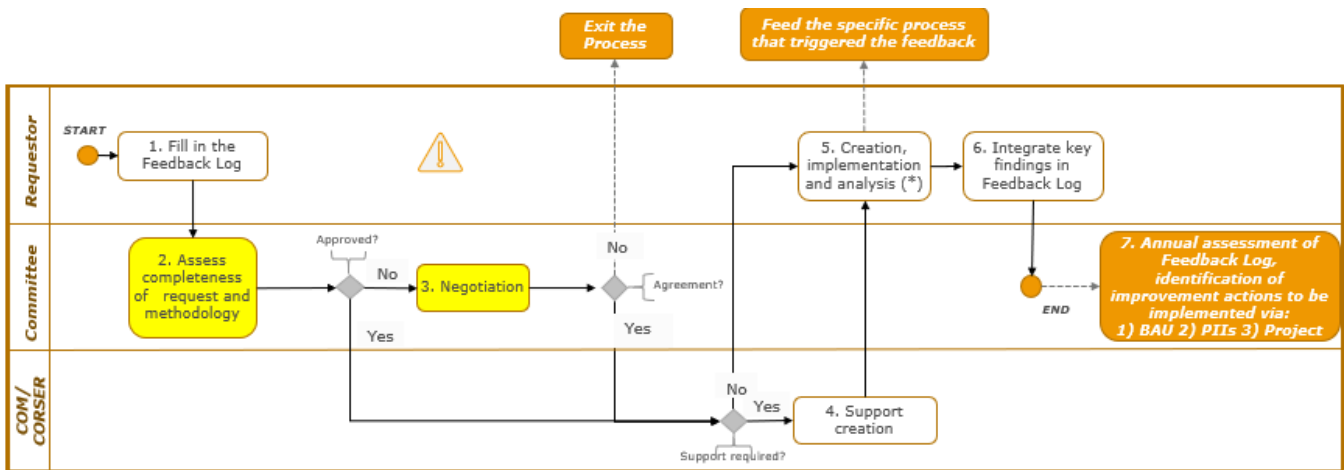 Exit the
Process
Feed the specific process
that triggered the feedback
Requestor
START
1. Fill in the
Feedback Log
5. Creation,
implementation
and analysis (*)
6. Integrate key
findings in
Feedback Log
Committee
2. Assess
completeness
of request and
methodology
Approved?
No
Yes
3. Negotiation
No
Agreement?
Yes
END
7. Annual assessment of
Feedback Log,
identification of
improvement actions to be
implemented via:
1) BAU 2) PIIs 3) Project
COM/
CORSER
No
Yes
Support required?
4. Support
creation